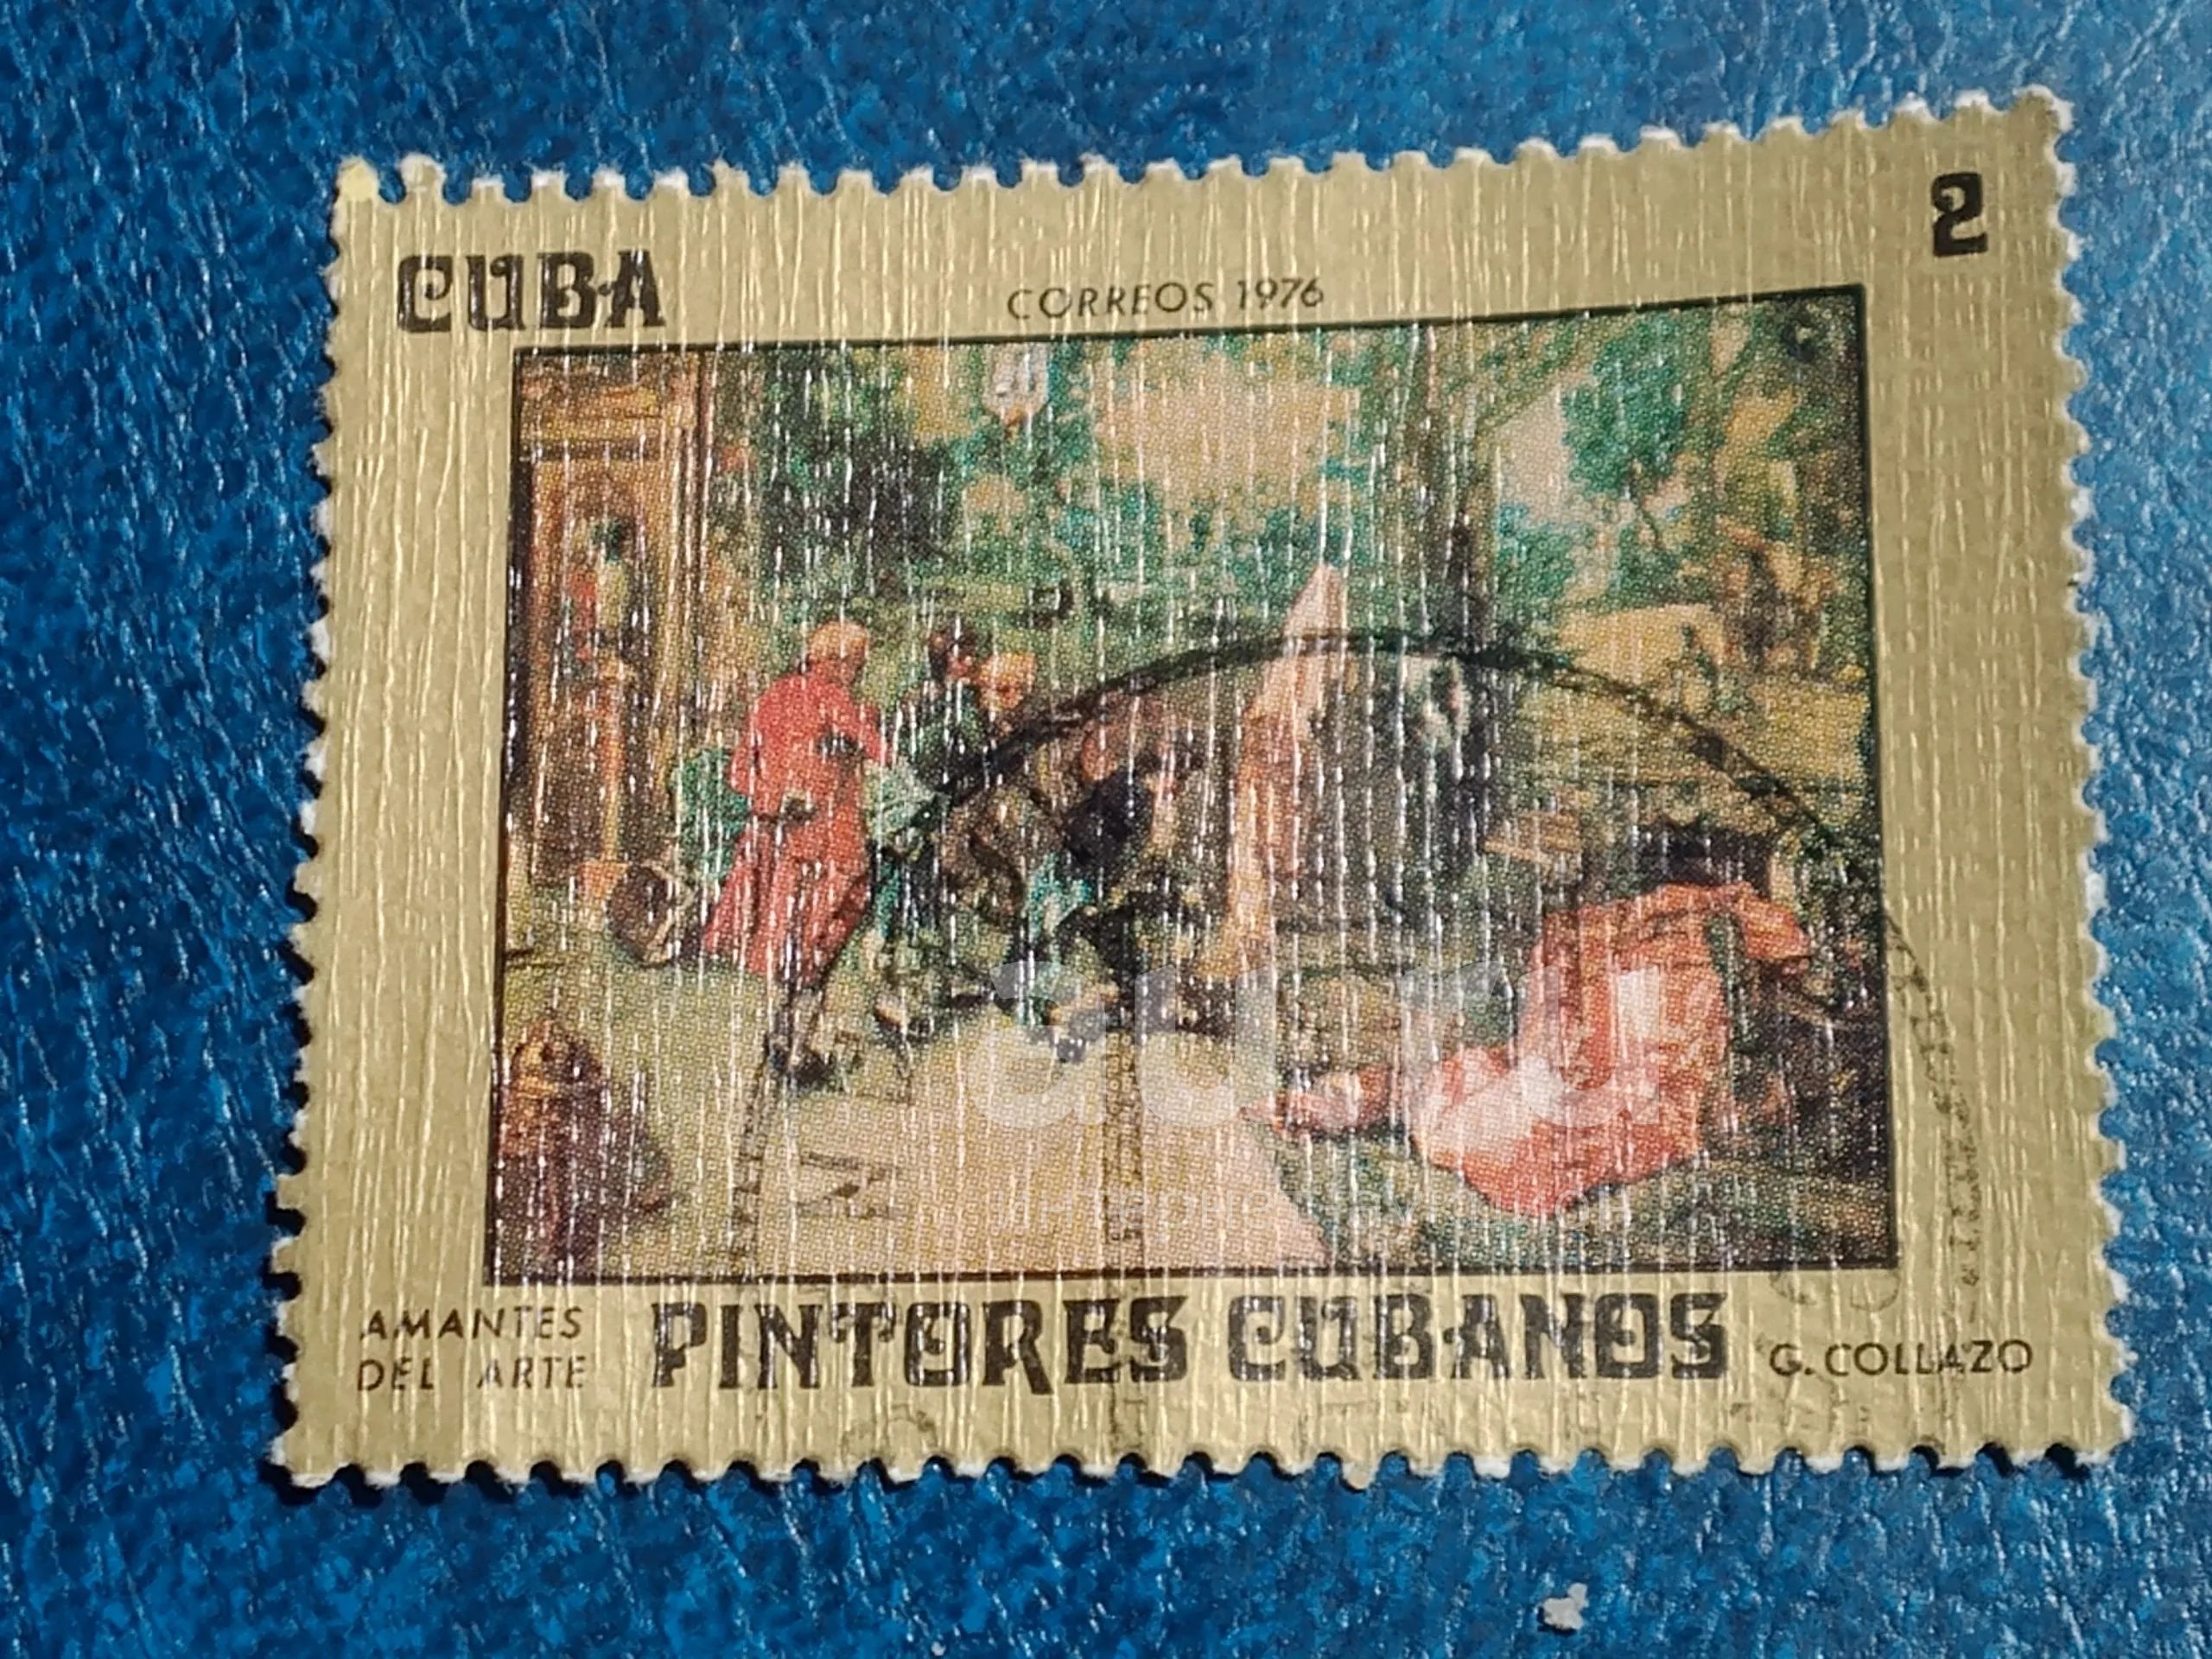 CUBA
CORREOS 1976
2
AMANTES
DEL ARTE
PINTORES CUBANOS
G. COLLAZO